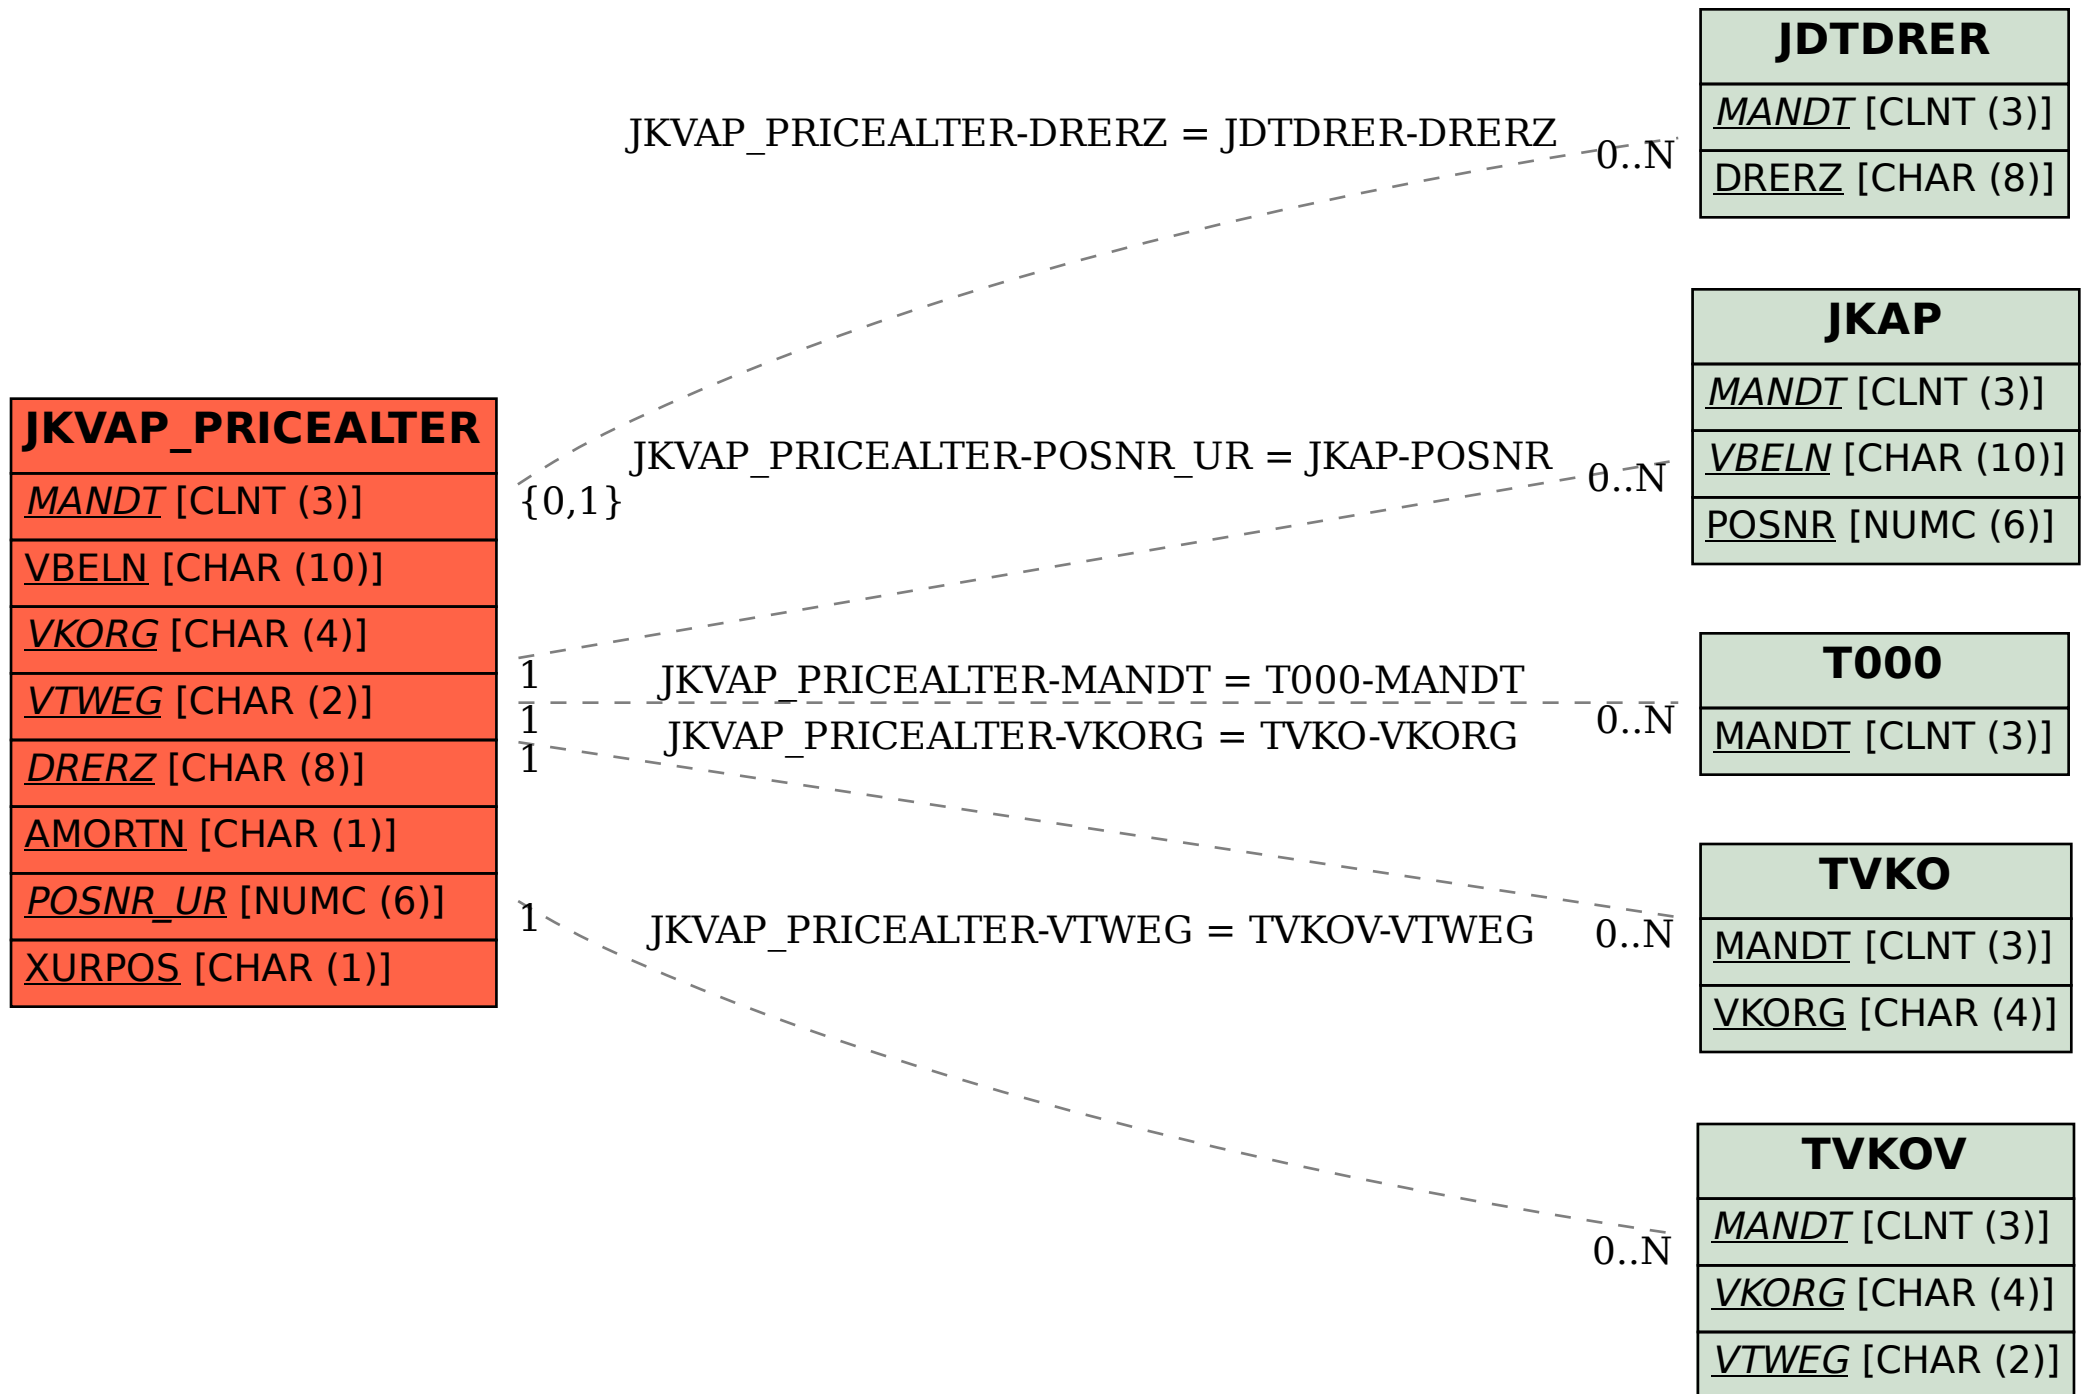 JKVAP_PRICEALTER
MANDT [CLNT (3)]
VBELN [CHAR (10)]
VKORG [CHAR (4)]
VTWEG [CHAR (2)]
DRERZ [CHAR (8)]
AMORTN [CHAR (1)]
POSNR_UR [NUMC (6)]
XURPOS [CHAR (1)]
JKVAP_PRICEALTER-DRERZ = JDTDRER-DRERZ
0..N
{0,1}
JKVAP_PRICEALTER-POSNR_UR = JKAP-POSNR
0..N
1
JKVAP_PRICEALTER-MANDT = T000-MANDT
0..N
1
JKVAP_PRICEALTER-VKORG = TVKO-VKORG
0..N
1
JKVAP_PRICEALTER-VTWEG = TVKOV-VTWEG
0..N
1
JDTDRER
MANDT [CLNT (3)]
DRERZ [CHAR (8)]
JKAP
MANDT [CLNT (3)]
VBELN [CHAR (10)]
POSNR [NUMC (6)]
T000
MANDT [CLNT (3)]
TVKO
MANDT [CLNT (3)]
VKORG [CHAR (4)]
TVKOV
MANDT [CLNT (3)]
VKORG [CHAR (4)]
VTWEG [CHAR (2)]